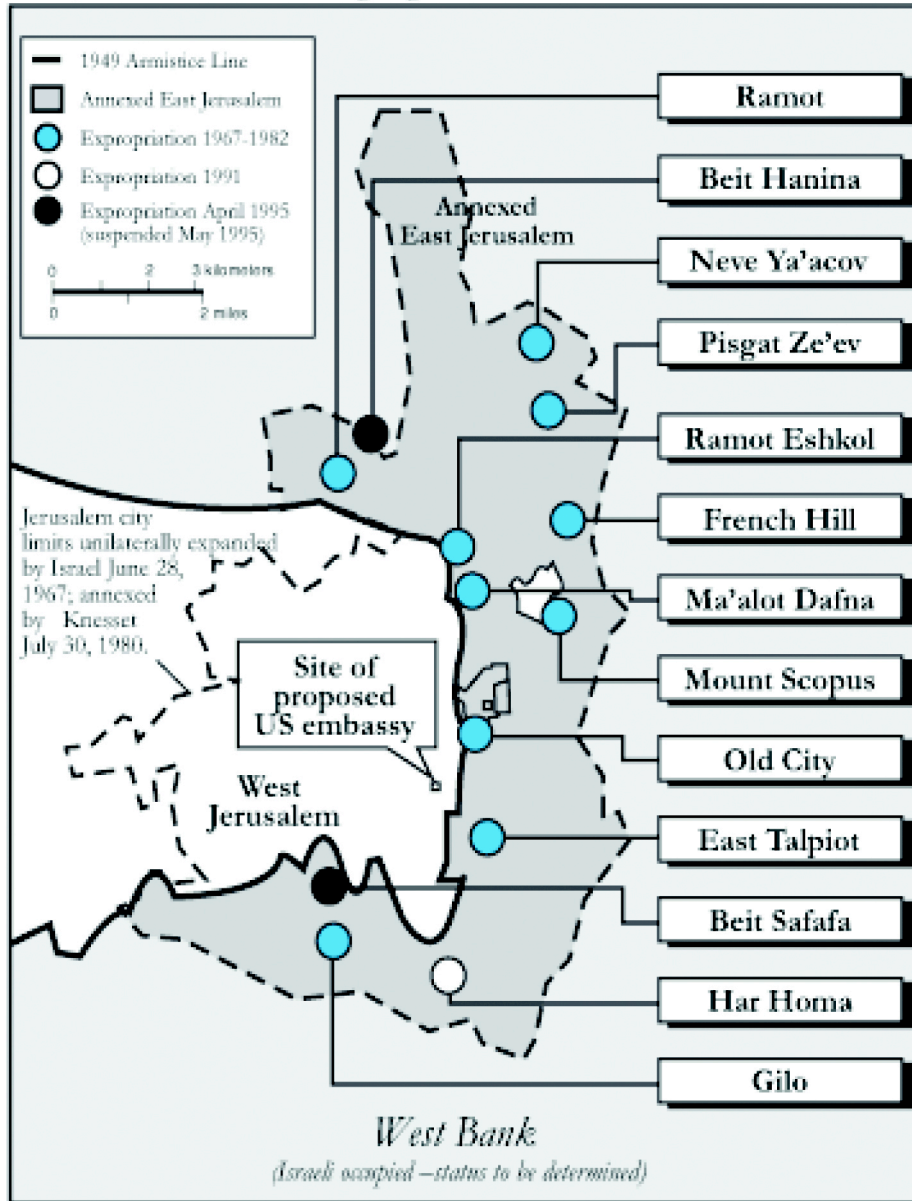 1949 Armistice Line
Annexed East Jerusalem
Expropriation 1967-1982
Expropriation 1991
Expropriation April 1995
(suspended May 1995)
0 2 3 kilometers
0 2 miles
Ramot
Beit Hanina
Annexed
East Jerusalem
Neve Ya'acov
Pisgat Ze'ev
Ramot Eshkol
French Hill
Jerusalem city
limits unilaterally expanded
by Israel June 28,
1967; annexed
by Knesset
July 30, 1980.
Ma'alot Dafna
Site of
proposed
US embassy
Mount Scopus
Old City
West
Jerusalem
East Talpiot
Beit Safafa
Har Homa
Gilo
West Bank
(Israeli occupied – status to be determined)